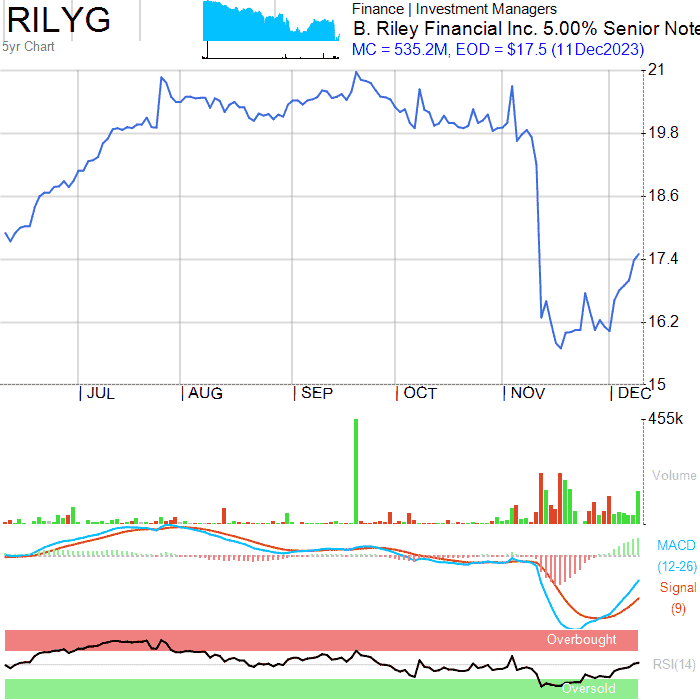 RILYG
5yr Chart
Finance | Investment Managers
B. Riley Financial Inc. 5.00% Senior Note
MC = 535.2M, EOD = $17.5 (11Dec2023)
21
19.8
18.6
17.4
16.2
15
JUL AUG SEP OCT NOV DEC
455k
Volume
MACD
(12-26)
Signal
(9)
Overbought
RSI(14)
Oversold